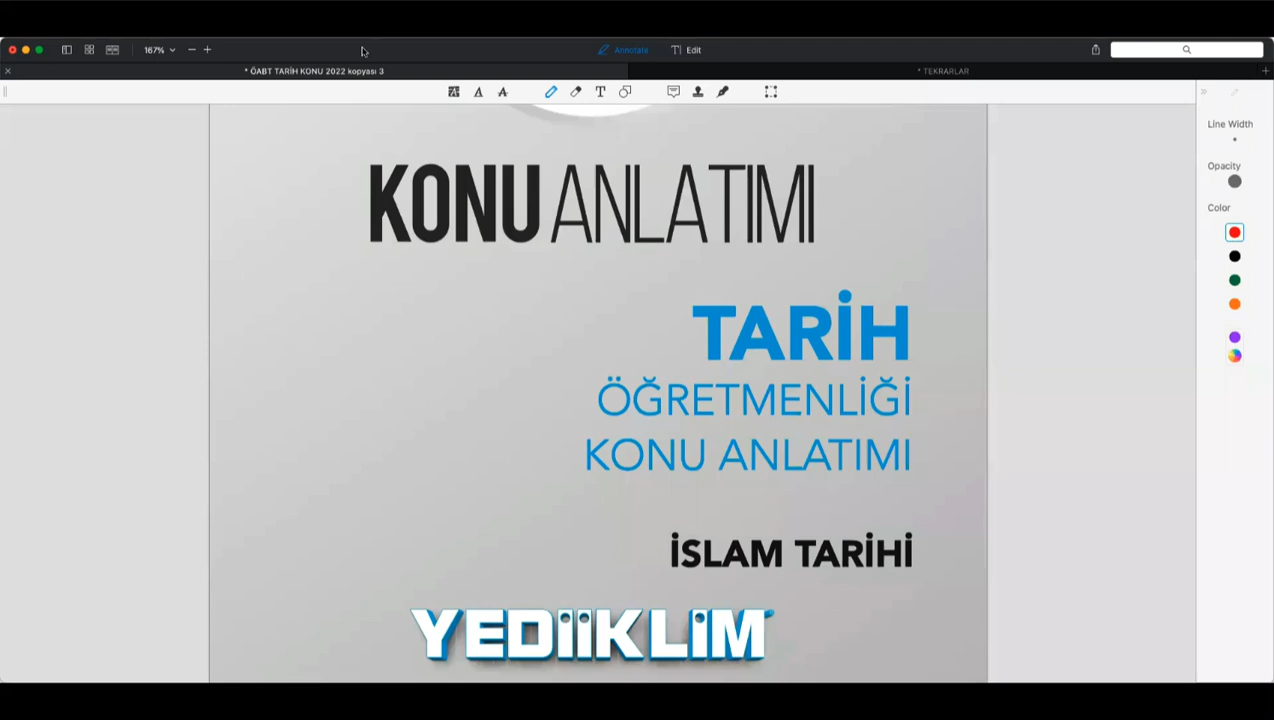 167%
Annotate
Edit
* ÖABT TARİH KONU 2022 kopyası 3
* TEKRARLAR
Line Width
Opacity
Color
KONU ANLATIMI
TARİH
ÖĞRETMENLİĞİ
KONU ANLATIMI
İSLAM TARİHİ
YEDİİKLİM